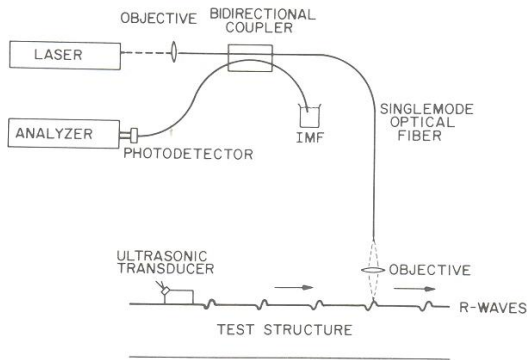 OBJECTIVE
BIDIRECTIONAL
COUPLER
LASER
ANALYZER
PHOTODETECTOR
IMF
SINGLEMODE
OPTICAL
FIBER
ULTRASONIC
TRANSDUCER
OBJECTIVE
R-WAVES
TEST STRUCTURE